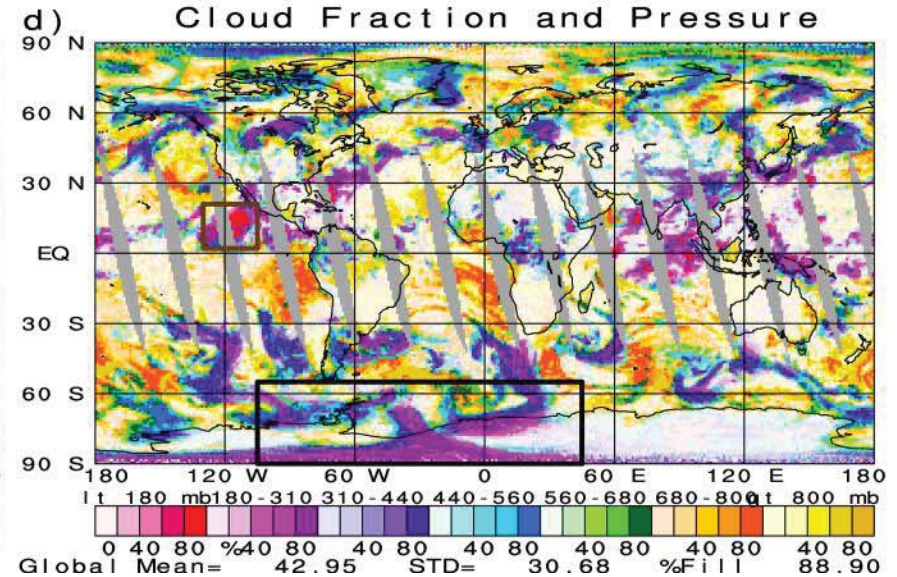 d) Cloud Fraction and Pressure
90 N
60 N
30 N
EQ
30 S
60 S
90 S
180 120 W 60 W 0 60 E 120 E 180
lt 180 mb 180-310 310-440 440-560 560-680 680-800 gt 800 mb
0 40 80 %40 80 40 80 40 80 40 80 40 80 40 80
Global Mean= 42.95 STD= 30.68 %Fill 88.90